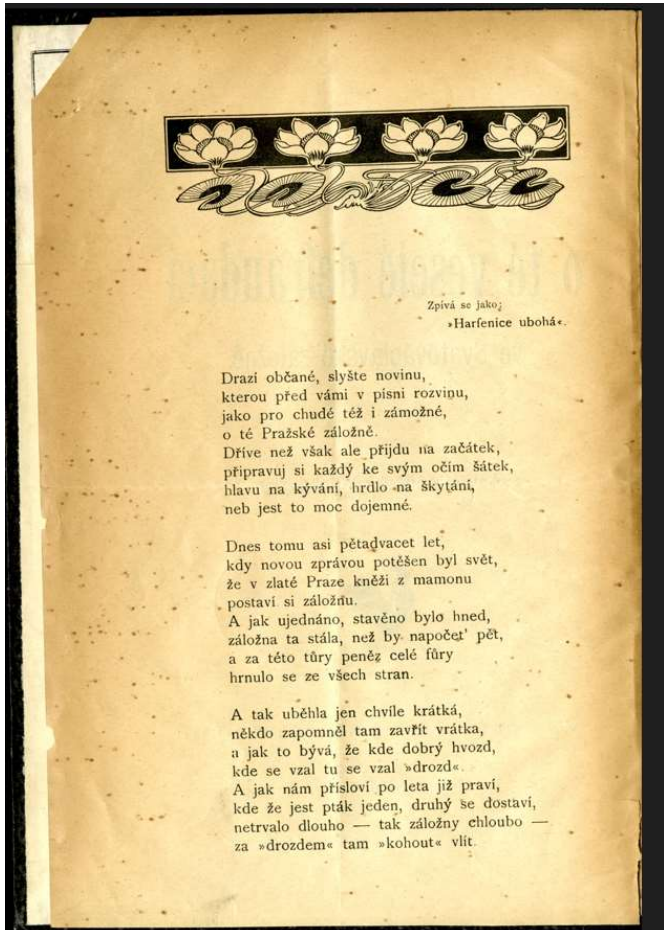 Zpívá se jako:
»Harfenice ubohá«.
Drazí občané, slyšte novinu,
kterou před vámi v písni rozvinu,
jako pro chudé též i zámožné,
o té Pražské záložně.
Dříve než však ale přijdu na začátek,
připravuj si každý ke svým očím šátek,
hlavu na kývání, hrdlo na škytání,
neb jest to moc dojemné.
Dnes tomu asi pětadvacet let,
kdy novou zprávou potěšen byl svět,
že v zlaté Praze kněži z mamonu
postaví si záložnu.
A jak ujednáno, stavěno bylo hned,
záložna ta stála, než by napočet' pět,
a za této tůry peněz celé fůry
hrnulo se ze všech stran.
A tak uběhla jen chvíle krátká,
někdo zapomněl tam zavřít vrátka,
a jak to bývá, že kde dobrý hvozd,
kde se vzal tu se vzal »drozd«.
A jak nám přísloví po leta již praví,
kde že jest pták jeden, druhý se dostaví,
netrvalo dlouho — tak záložny chloubo —
za »drozdem« tam »kohout« vlít.